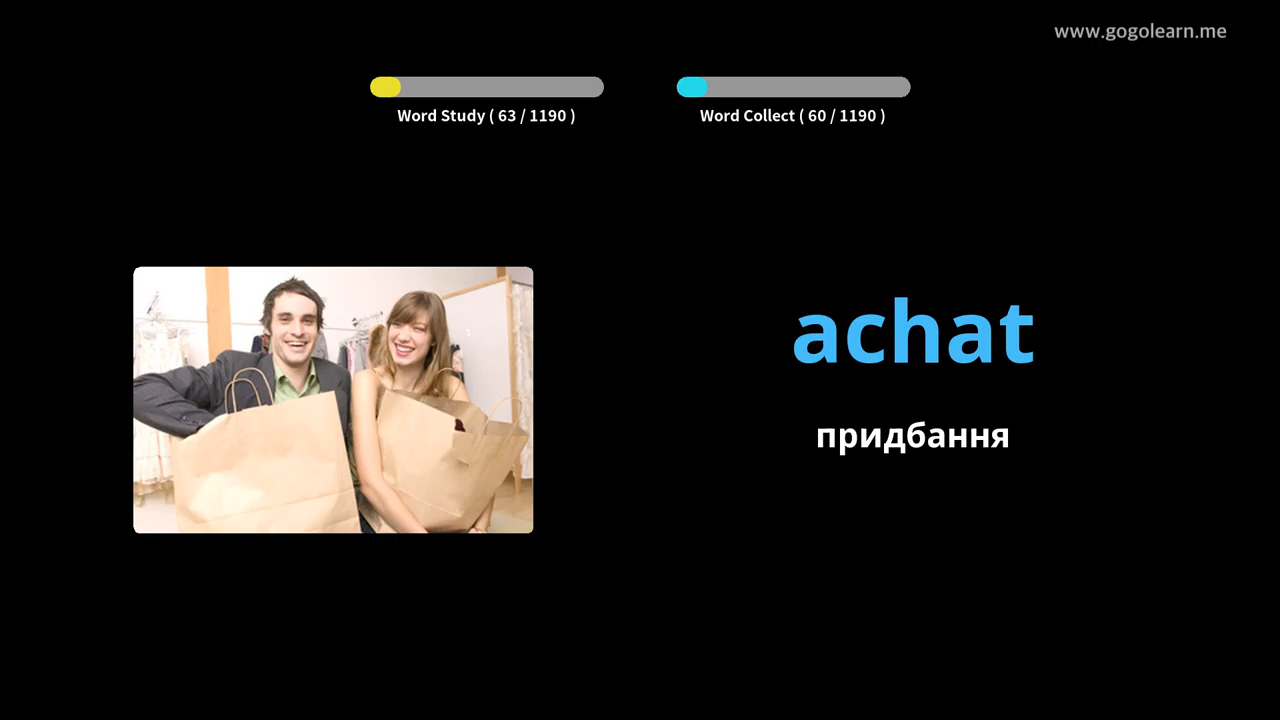 www.gogolearn.me
Word Study ( 63 / 1190 )
Word Collect ( 60 / 1190 )
achat
придбання